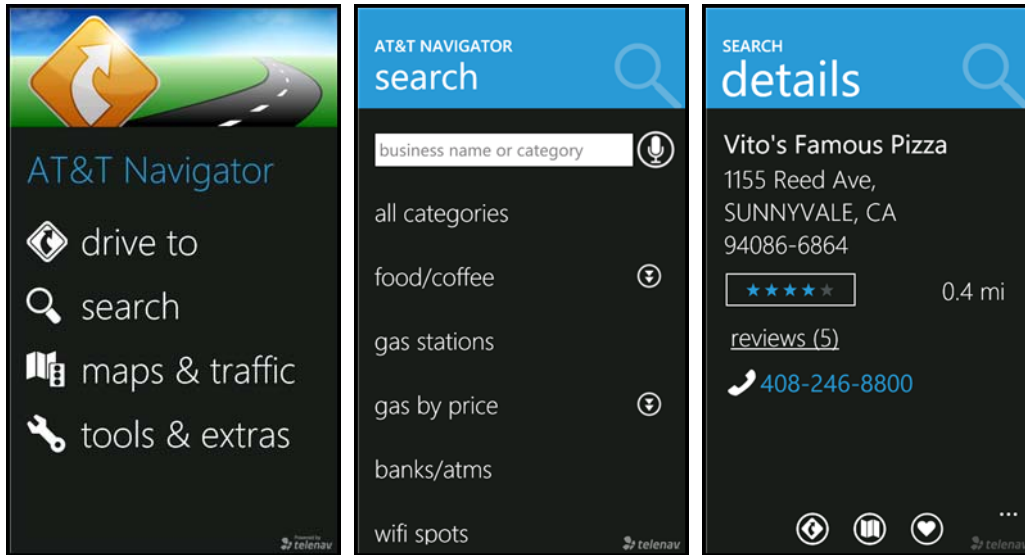 AT&T Navigator
drive to
search
maps & traffic
tools & extras
Powered by
telenav
AT&T NAVIGATOR
search
business name or category
all categories
food/coffee
gas stations
gas by price
banks/atms
wifi spots
telenav
SEARCH
details
Vito's Famous Pizza
1155 Reed Ave,
SUNNYVALE, CA
94086-6864
0.4 mi
reviews (5)
408-246-8800
...
telenav